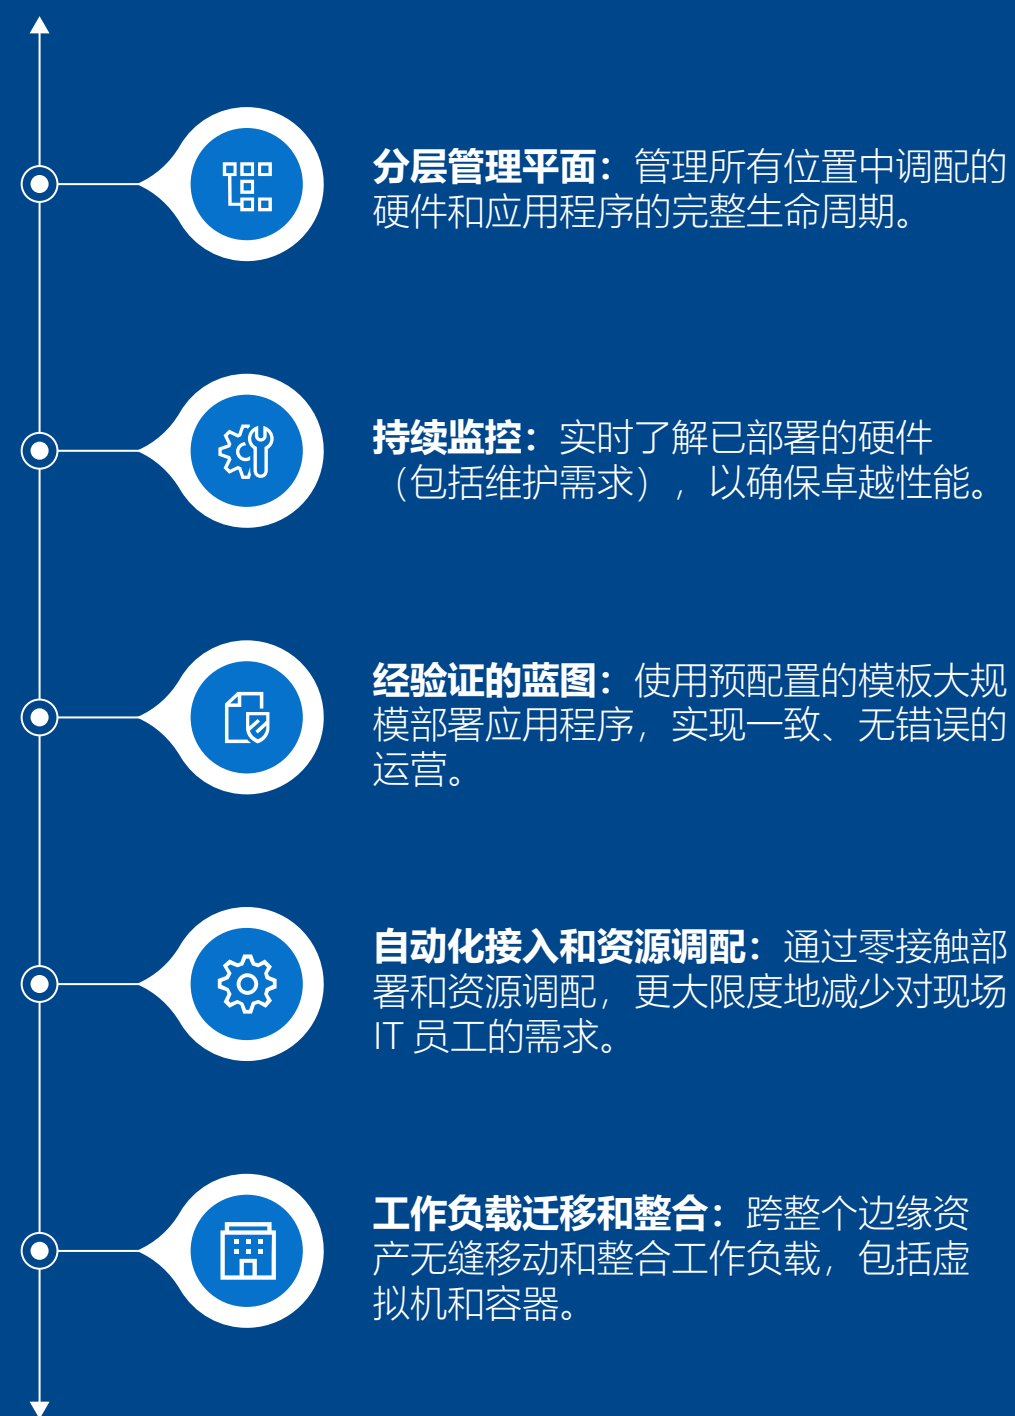 分层管理平面：管理所有位置中调配的
硬件和应用程序的完整生命周期。
持续监控：实时了解已部署的硬件
（包括维护需求），以确保卓越性能。
经验证的蓝图：使用预配置的模板大规
模部署应用程序，实现一致、无错误的
运营。
自动化接入和资源调配：通过零接触部
署和资源调配，更大限度地减少对现场
IT 员工的需求。
工作负载迁移和整合：跨整个边缘资
产无缝移动和整合工作负载，包括虚
拟机和容器。